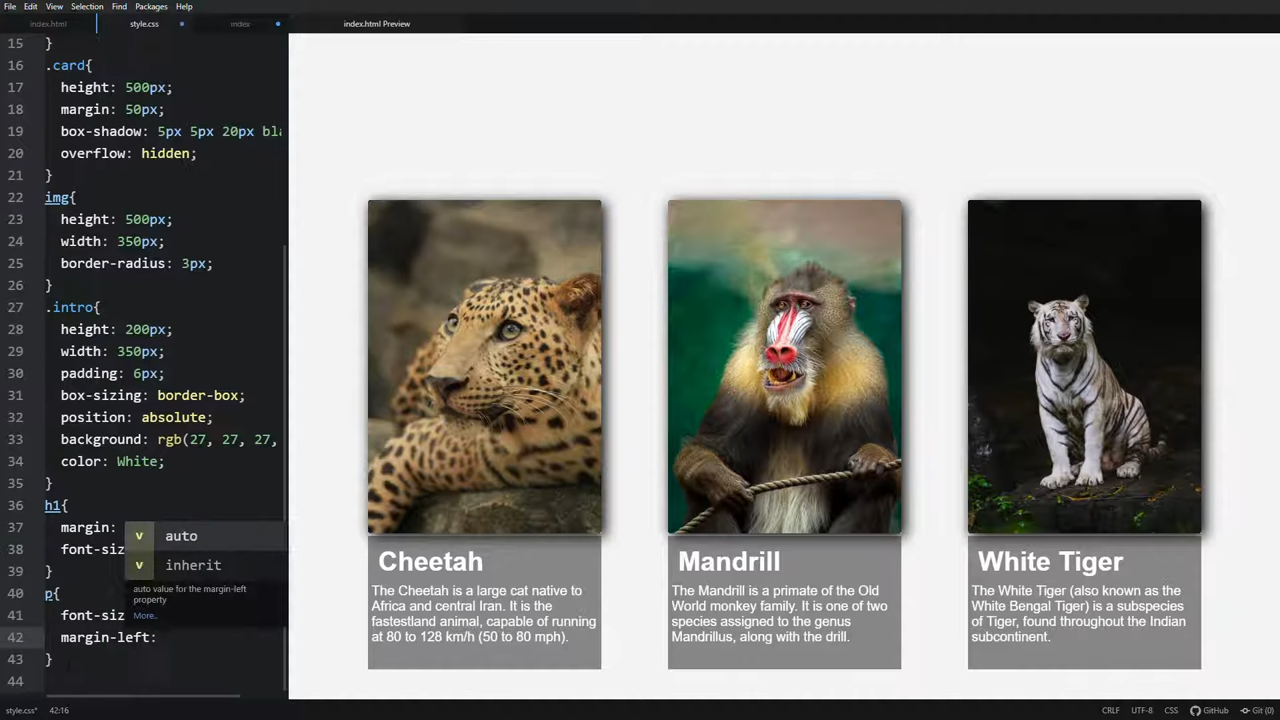 File Edit View Selection Find Packages Help
index.html style.css index index.html Preview
15 }
16 .card{
17 height: 500px;
18 margin: 50px;
19 box-shadow: 5px 5px 20px bla
20 overflow: hidden;
21 }
22 img{
23 height: 500px;
24 width: 350px;
25 border-radius: 3px;
26 }
27 .intro{
28 height: 200px;
29 width: 350px;
30 padding: 6px;
31 box-sizing: border-box;
32 position: absolute;
33 background: rgb(27, 27, 27,
34 color: White;
35 }
36 h1{
37 margin:
38 font-siz
39 }
40 p{
41 font-siz
42 margin-left:
43 }
44
v auto
v inherit
auto value for the margin-left
property
More..
Cheetah
The Cheetah is a large cat native to
Africa and central Iran. It is the
fastestland animal, capable of running
at 80 to 128 km/h (50 to 80 mph).
Mandrill
The Mandrill is a primate of the Old
World monkey family. It is one of two
species assigned to the genus
Mandrillus, along with the drill.
White Tiger
The White Tiger (also known as the
White Bengal Tiger) is a subspecies
of Tiger, found throughout the Indian
subcontinent.
style.css* 42:16 CRLF UTF-8 CSS GitHub Git (0)